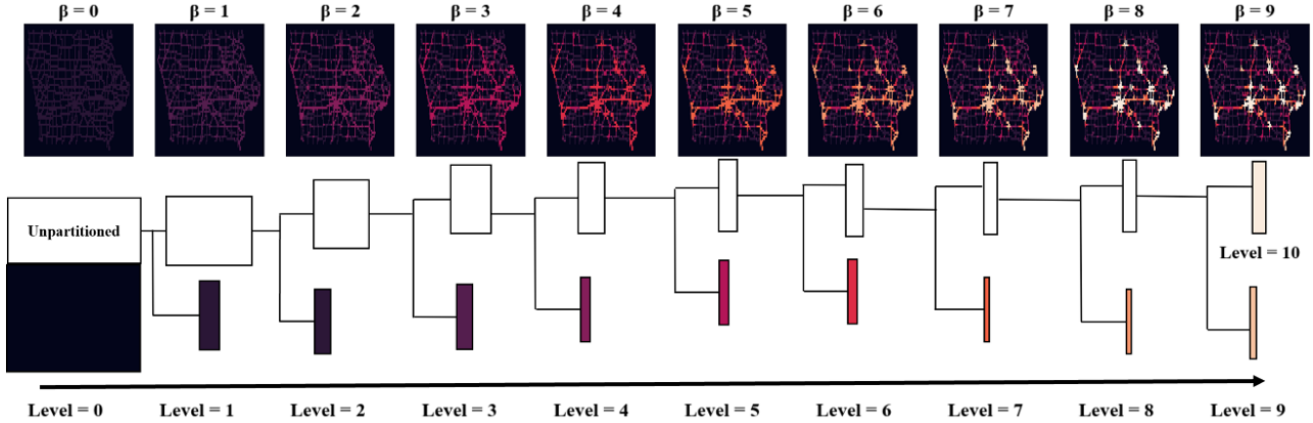 β = 0
β = 1
β = 2
β = 3
β = 4
β = 5
β = 6
β = 7
β = 8
β = 9
Unpartitioned
Level = 10
Level = 0
Level = 1
Level = 2
Level = 3
Level = 4
Level = 5
Level = 6
Level = 7
Level = 8
Level = 9